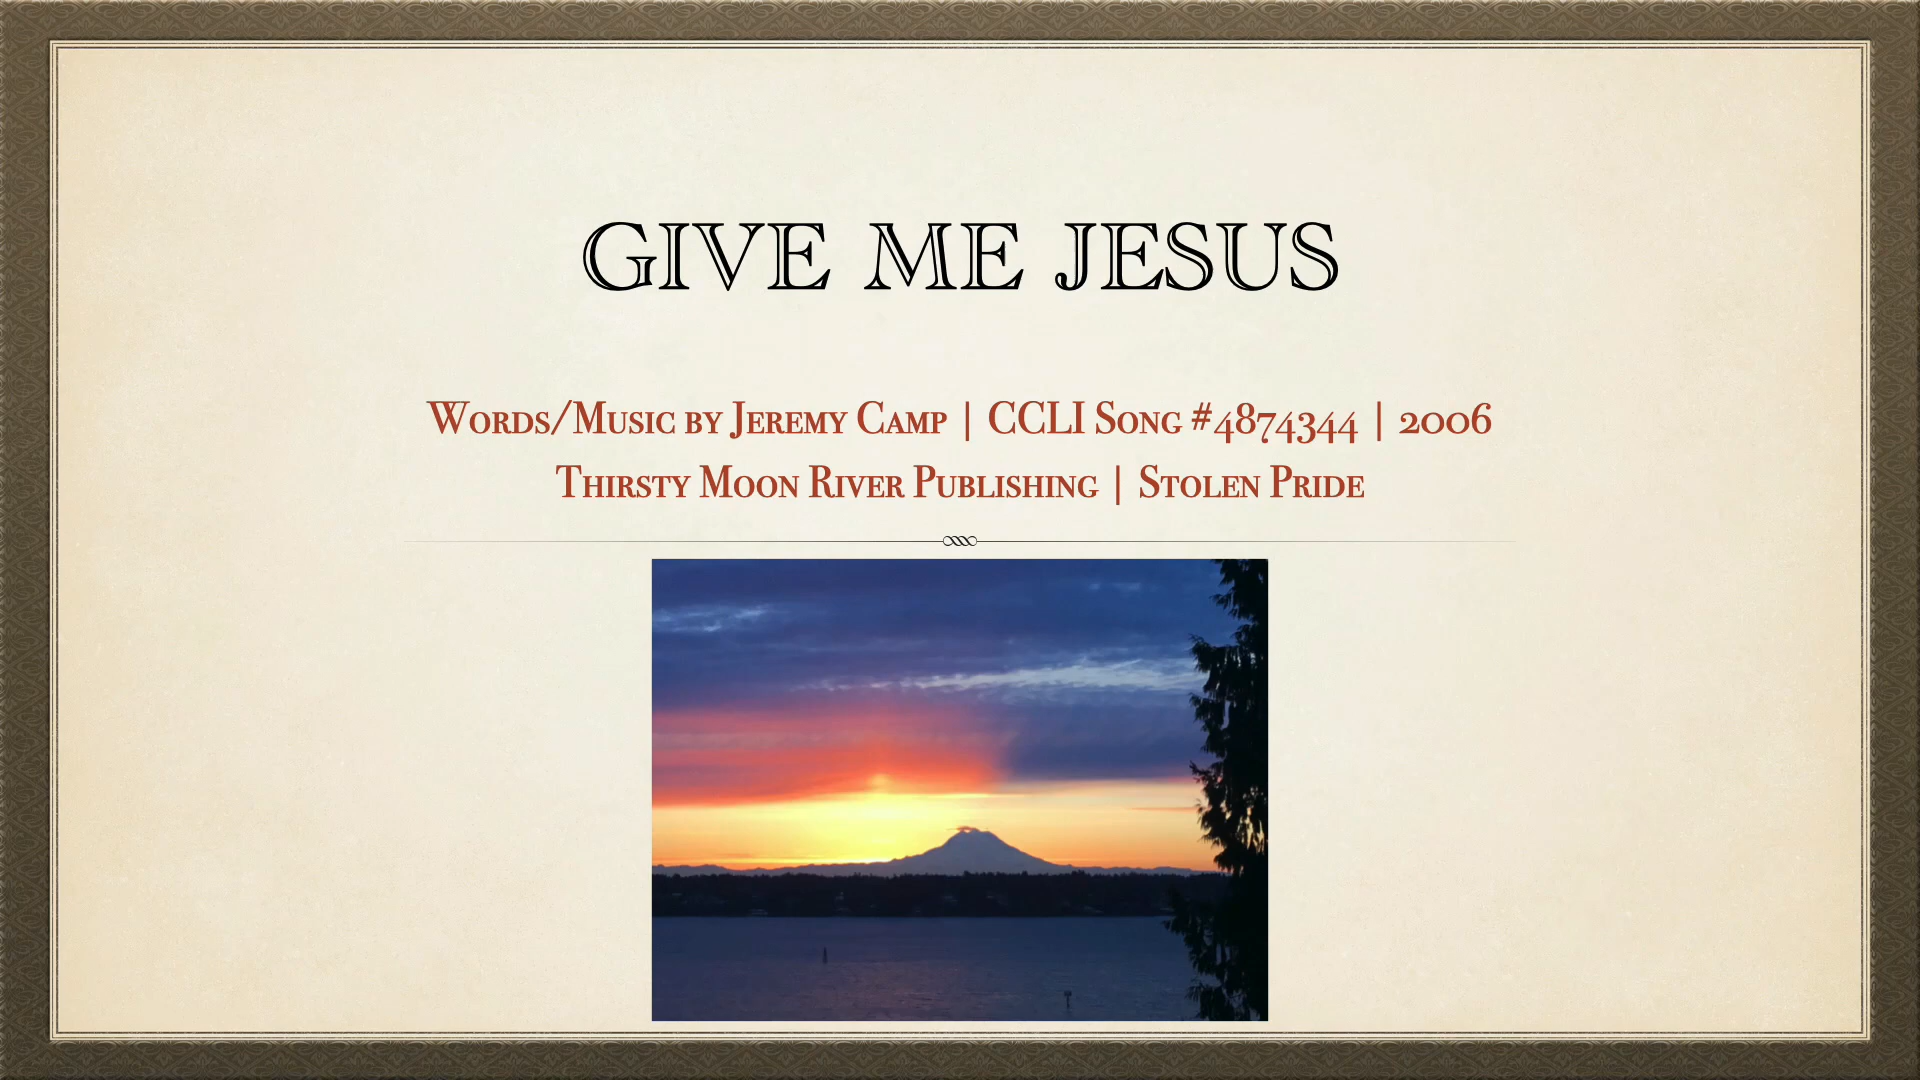 GIVE ME JESUS
Words/Music by Jeremy Camp | CCLI Song #4874344 | 2006
Thirsty Moon River Publishing | Stolen Pride